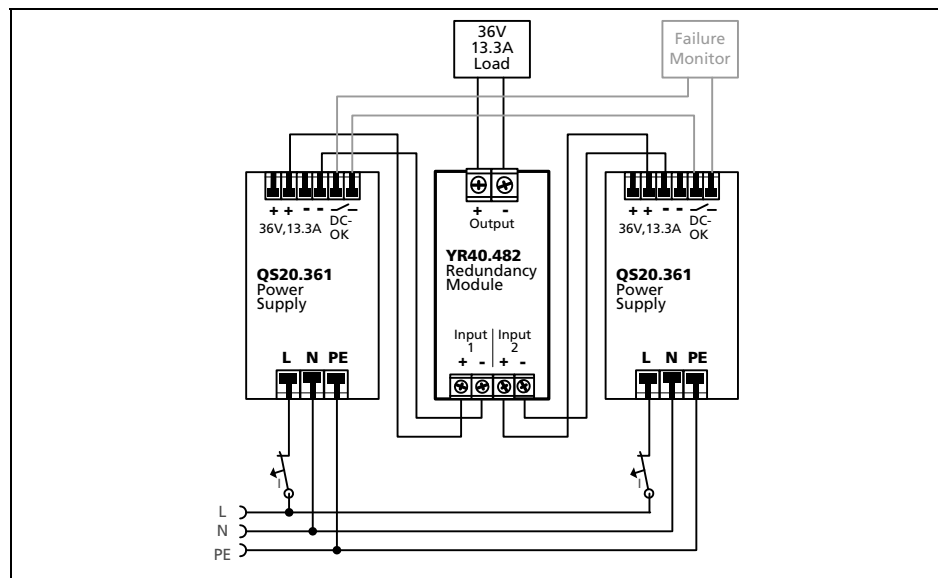 36V
13.3A
Load
Failure
Monitor
+ + - -
DC-
OK
36V,13.3A
QS20.361
Power
Supply
L N PE
+ -
Output
YR40.482
Redundancy
Module
Input
1
Input
2
+ - + -
+ + - -
DC-
OK
36V,13.3A
QS20.361
Power
Supply
L N PE
I
I
L
N
PE